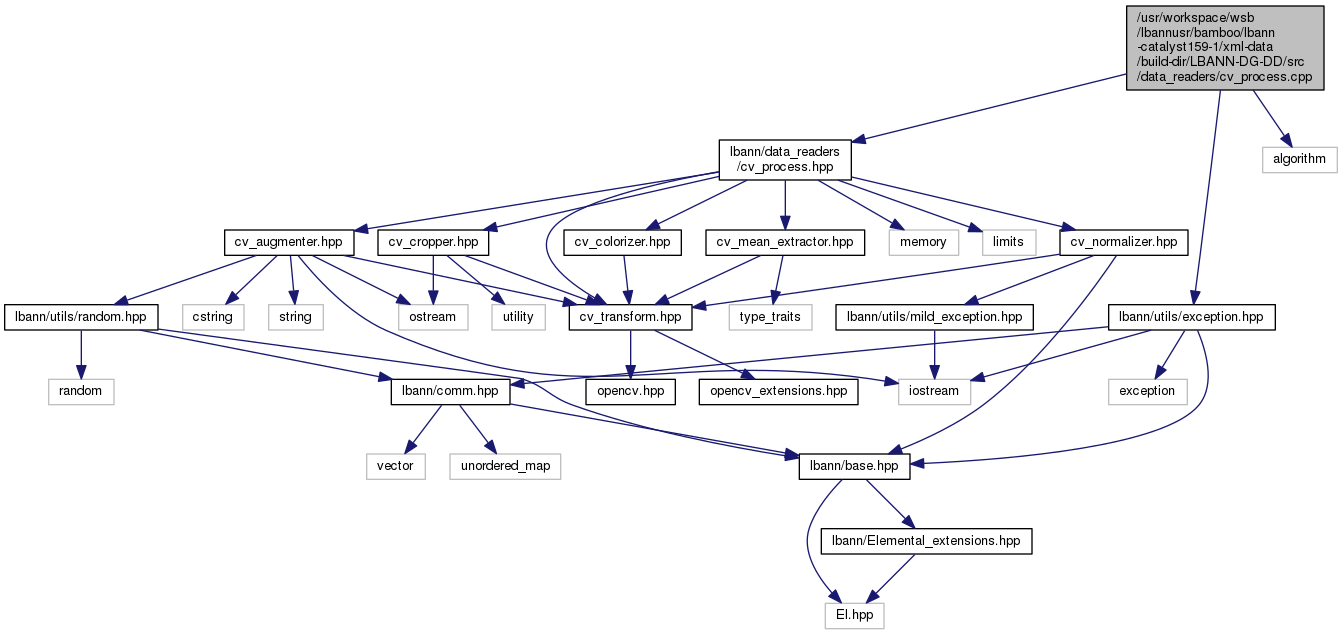 /usr/workspace/wsb
/lbannusr/bamboo/lbann
-catalyst159-1/xml-data
/build-dir/LBANN-DG-DD/src
/data_readers/cv_process.cpp
lbann/data_readers
/cv_process.hpp
algorithm
cv_augmenter.hpp
cv_cropper.hpp
cv_colorizer.hpp
cv_mean_extractor.hpp
memory
limits
cv_normalizer.hpp
lbann/utils/random.hpp
cstring
string
ostream
utility
cv_transform.hpp
type_traits
lbann/utils/mild_exception.hpp
lbann/utils/exception.hpp
random
lbann/comm.hpp
opencv.hpp
opencv_extensions.hpp
iostream
exception
vector
unordered_map
lbann/base.hpp
lbann/Elemental_extensions.hpp
El.hpp